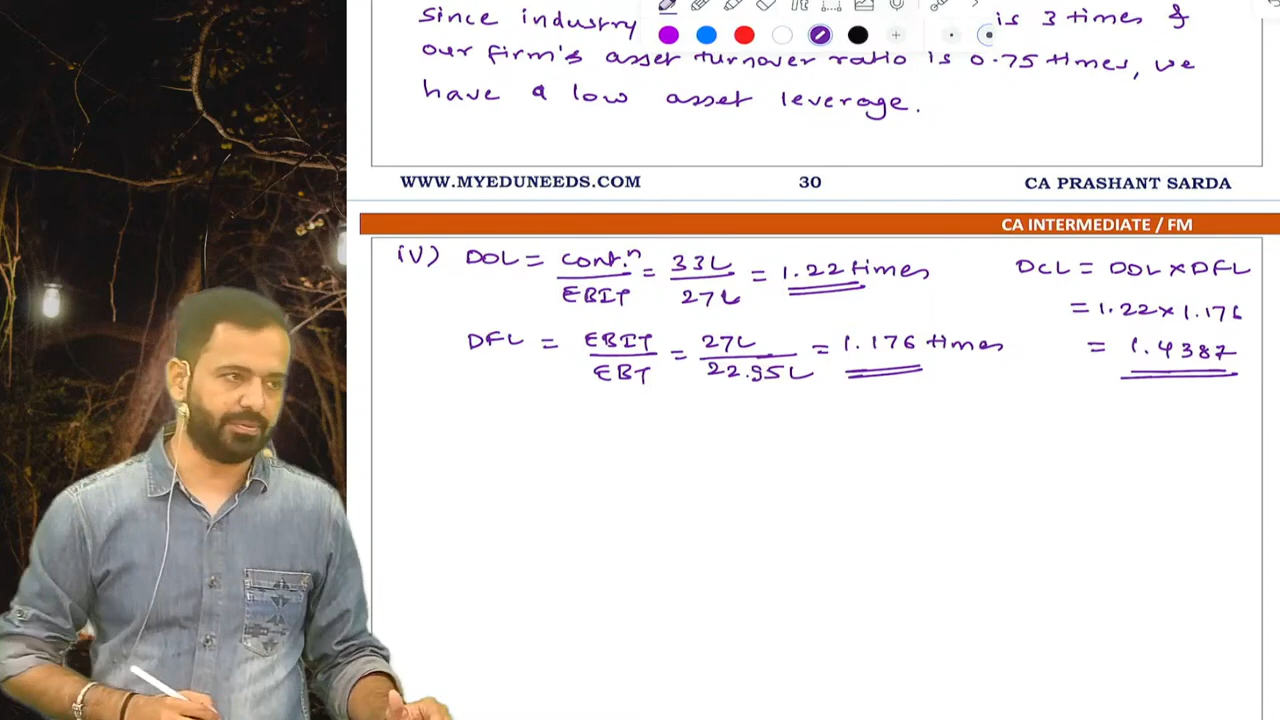 Since industry is 3 times &
our firm's asset turnover ratio is 0.75 times, we
have a low asset leverage.
WWW.MYEDUNEEDS.COM 30 CA PRASHANT SARDA
CA INTERMEDIATE / FM
iv) DOL = cont.n / EBIT = 33L / 27L = 1.22 times
DFL = EBIT / EBT = 27L / 22.95L = 1.176 times
DCL = DOL x DFL
= 1.22 x 1.176
= 1.4387